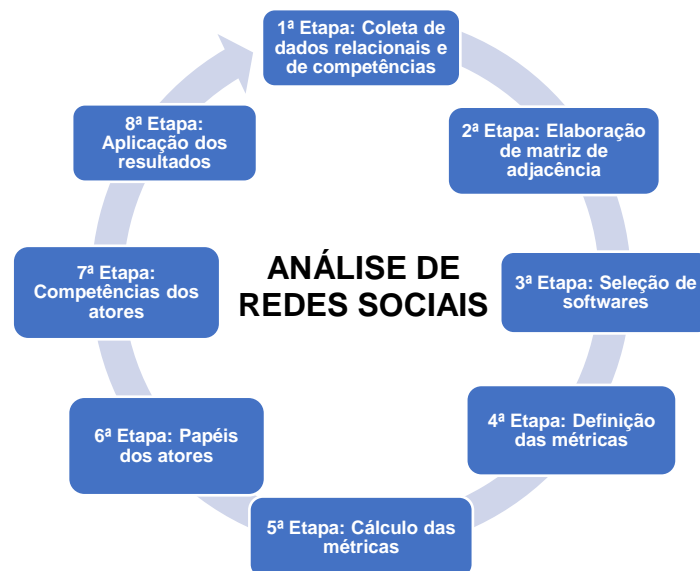 1ª Etapa: Coleta de
dados relacionais e
de competências
2ª Etapa: Elaboração
de matriz de
adjacência
3ª Etapa: Seleção de
softwares
4ª Etapa: Definição
das métricas
5ª Etapa: Cálculo das
métricas
6ª Etapa: Papéis
dos atores
7ª Etapa:
Competências dos
atores
8ª Etapa:
Aplicação dos
resultados
ANÁLISE DE
REDES SOCIAIS